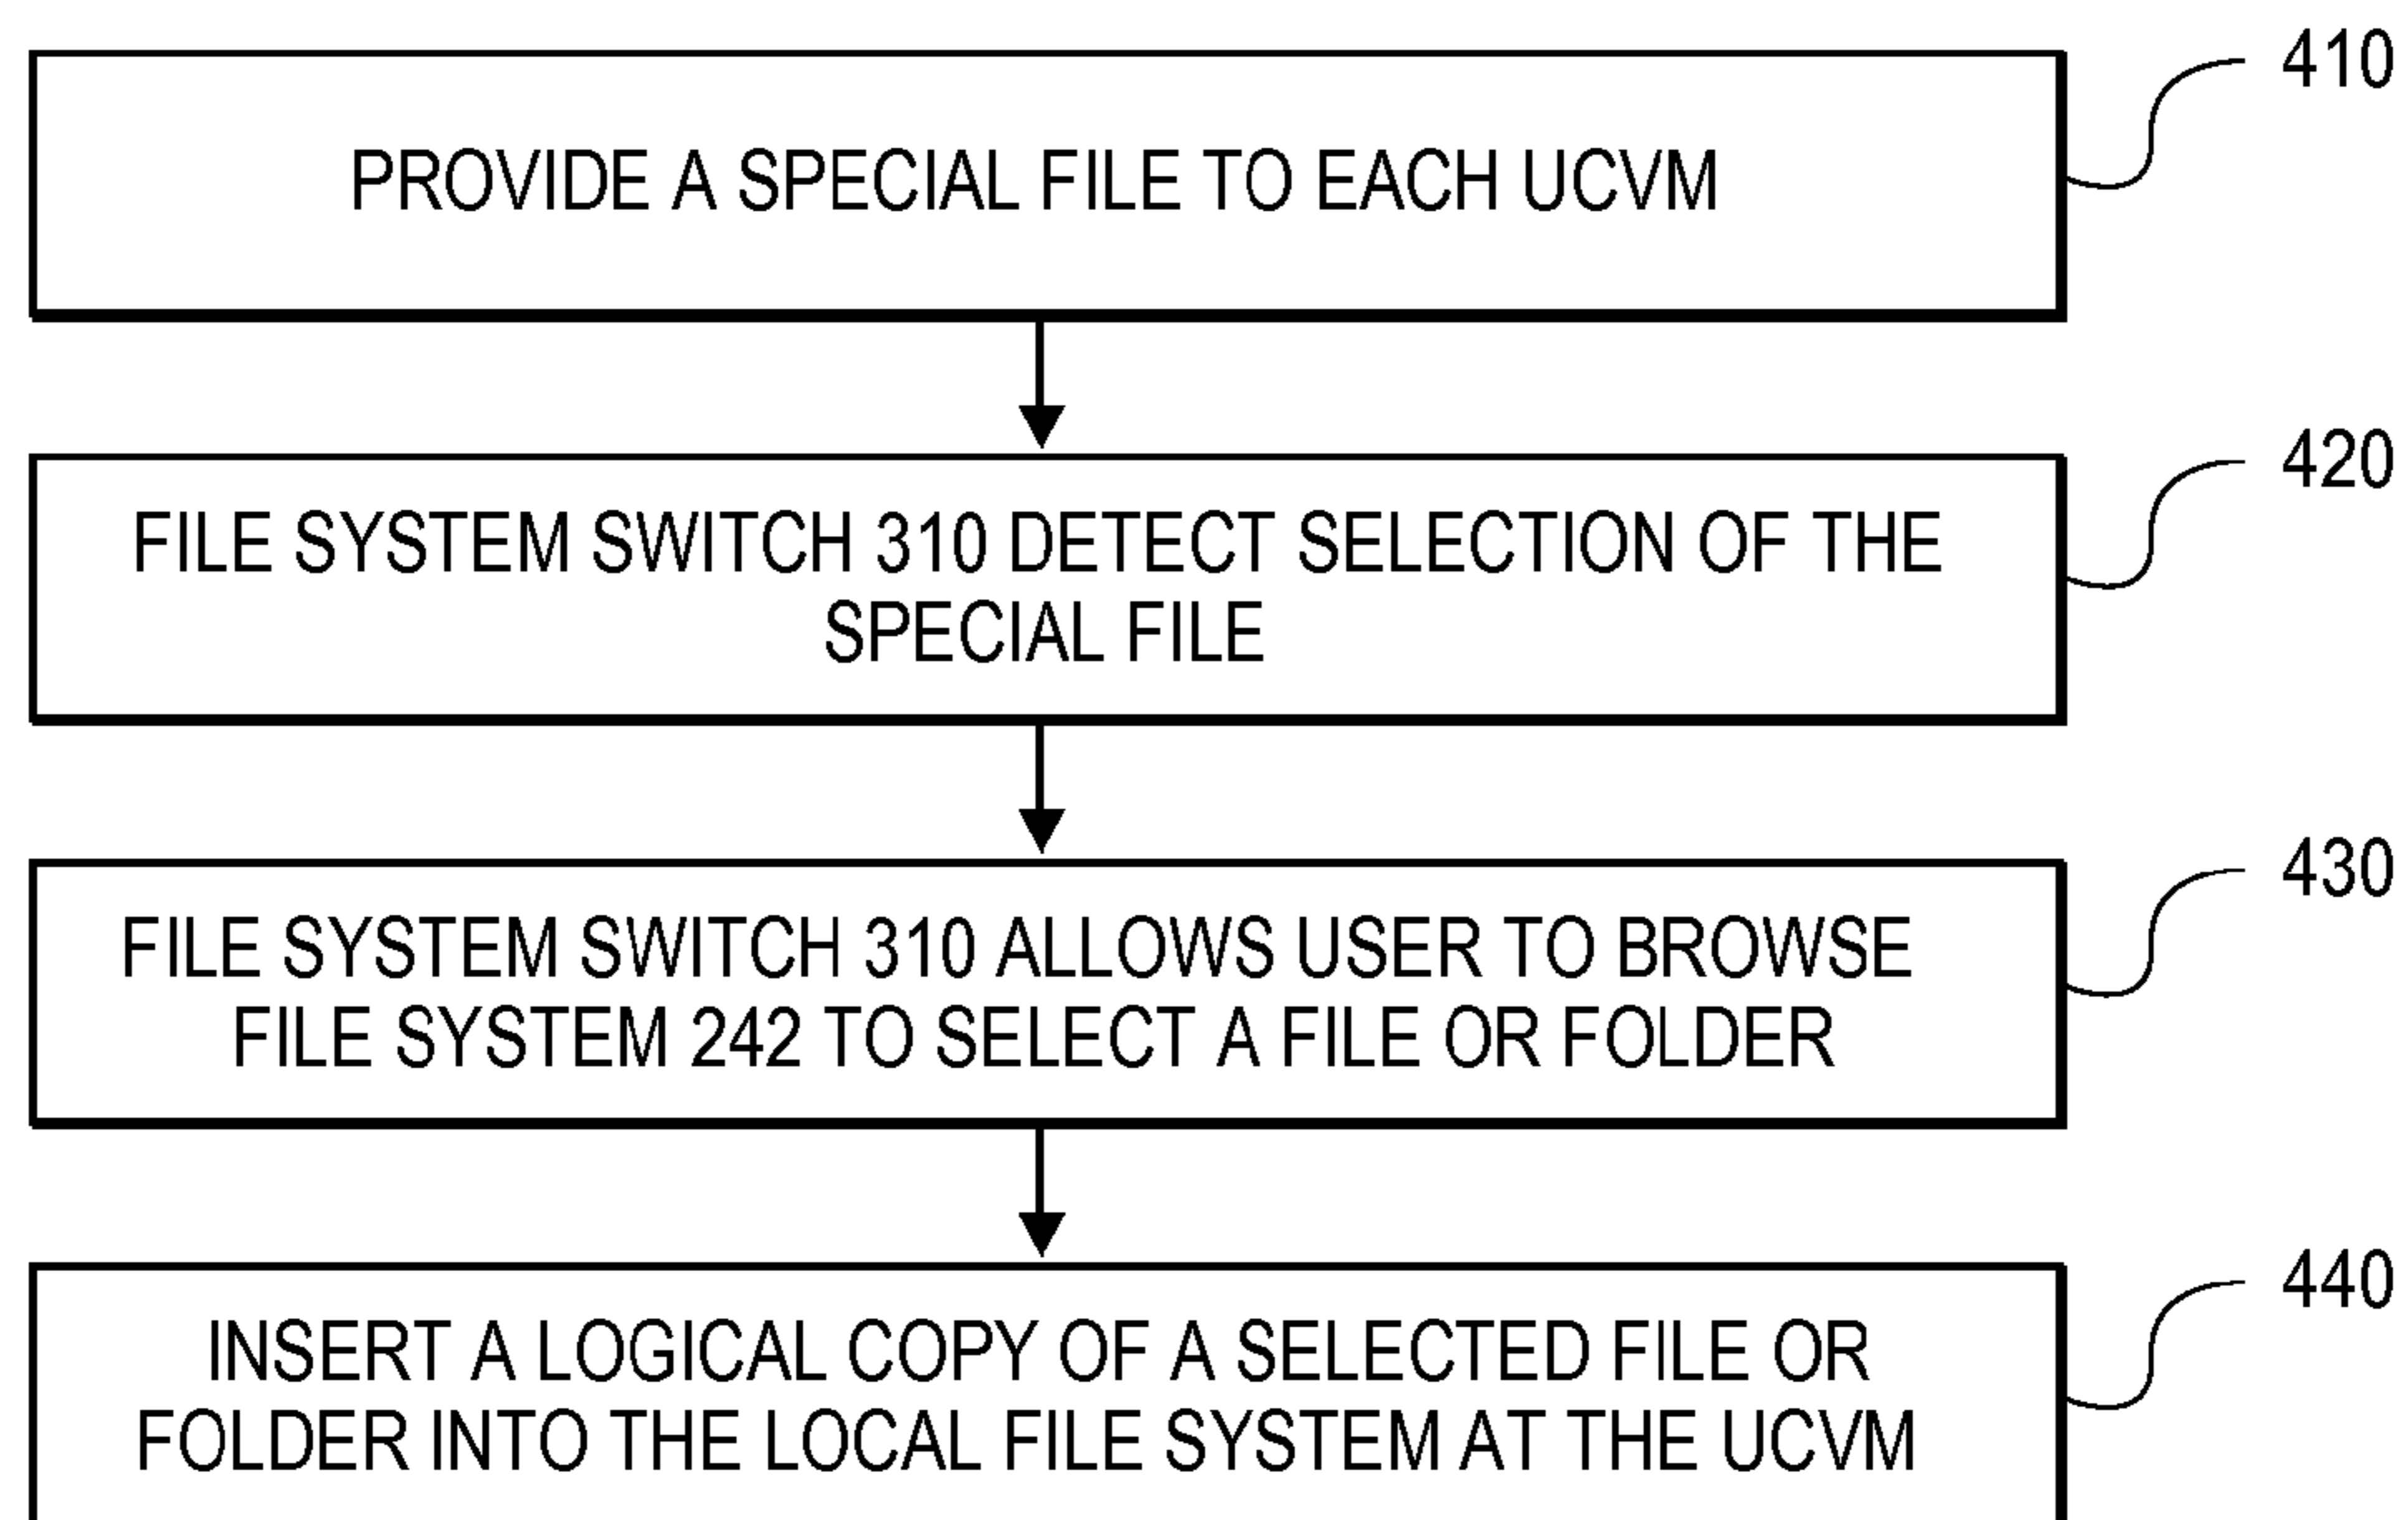 410
PROVIDE A SPECIAL FILE TO EACH UCVM
420
FILE SYSTEM SWITCH 310 DETECT SELECTION OF THE
SPECIAL FILE
430
FILE SYSTEM SWITCH 310 ALLOWS USER TO BROWSE
FILE SYSTEM 242 TO SELECT A FILE OR FOLDER
440
INSERT A LOGICAL COPY OF A SELECTED FILE OR
FOLDER INTO THE LOCAL FILE SYSTEM AT THE UCVM